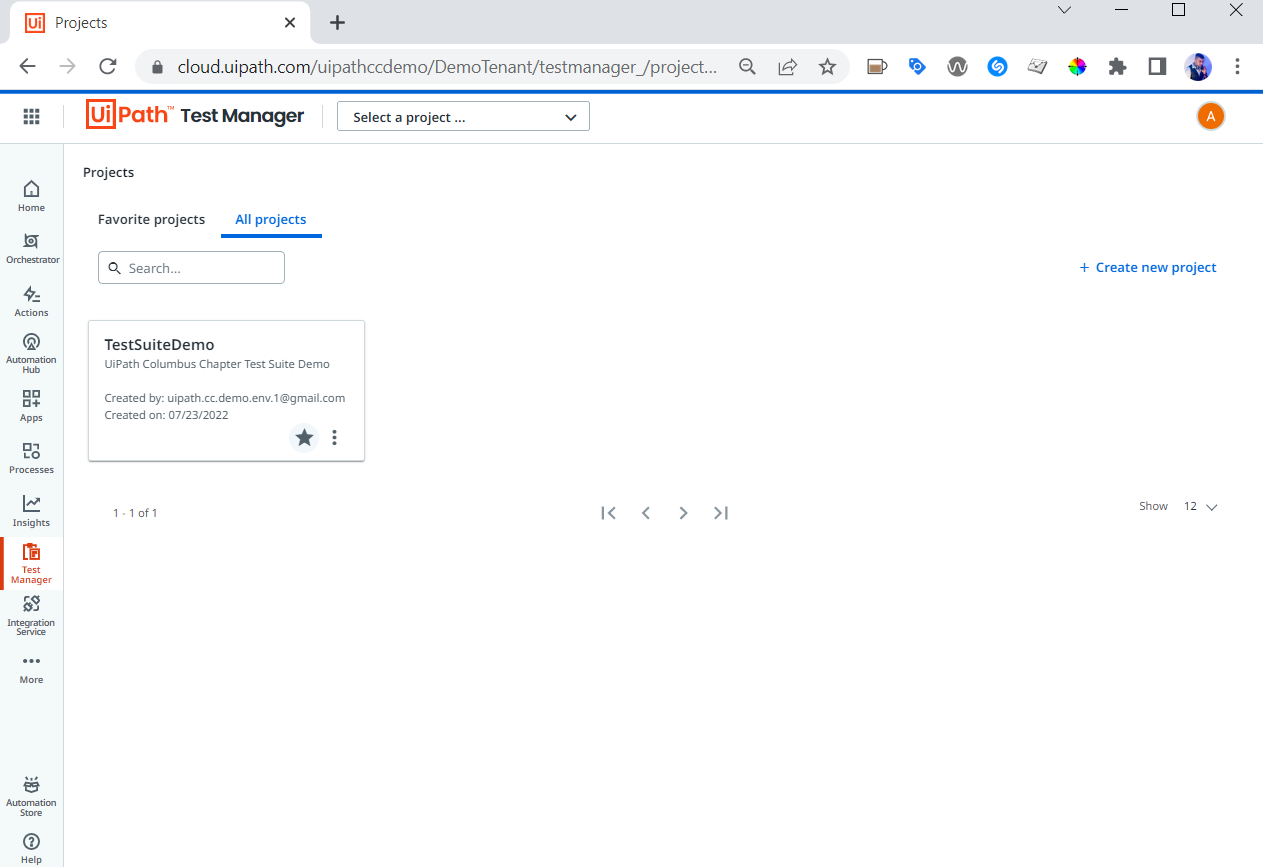 Ui Projects
cloud.uipath.com/uipathccdemo/DemoTenant/testmanager_/project...
UiPath™ Test Manager
Select a project ...
A
Home
Orchestrator
Actions
Automation
Hub
Apps
Processes
Insights
Test
Manager
Integration
Service
More
Automation
Store
Help
Projects
Favorite projects
All projects
Search...
+ Create new project
TestSuiteDemo
UiPath Columbus Chapter Test Suite Demo
Created by: uipath.cc.demo.env.1@gmail.com
Created on: 07/23/2022
1 - 1 of 1
Show 12